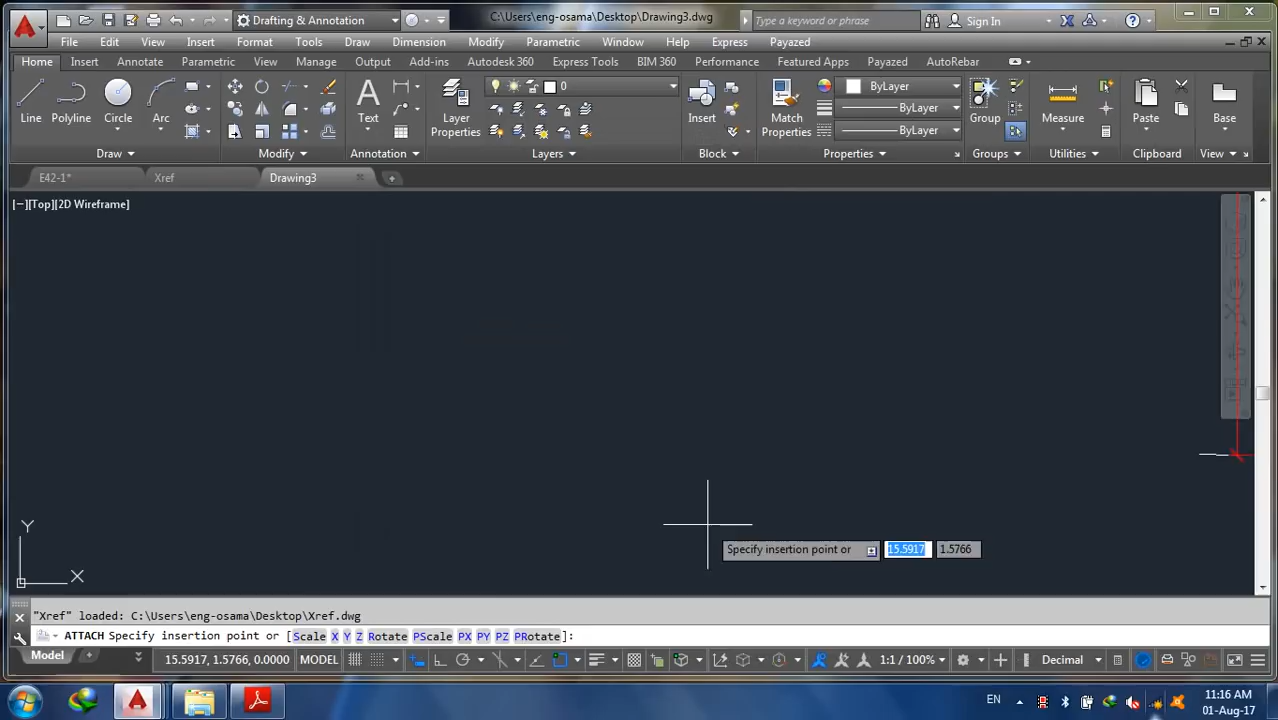 Drafting & Annotation
C:\Users\eng-osama\Desktop\Drawing3.dwg
Type a keyword or phrase
Sign In
File Edit View Insert Format Tools Draw Dimension Modify Parametric Window Help Express Payazed
Home Insert Annotate Parametric View Manage Output Add-ins Autodesk 360 Express Tools BIM 360 Performance Featured Apps Payazed AutoRebar
0
ByLayer
ByLayer
ByLayer
Line Polyline Circle Arc Text Layer Properties Insert Match Properties Group Measure Paste Base
Draw Modify Annotation Layers Block Properties Groups Utilities Clipboard View
E42-1* Xref Drawing3
[−][Top][2D Wireframe]
Y
X
Specify insertion point or 15.5917 1.5766
"Xref" loaded: C:\Users\eng-osama\Desktop\Xref.dwg
ATTACH Specify insertion point or [Scale X Y Z Rotate PScale PX PY PZ PRotate]:
Model 15.5917, 1.5766, 0.0000 MODEL 1:1 / 100% Decimal
EN
11:16 AM
01-Aug-17